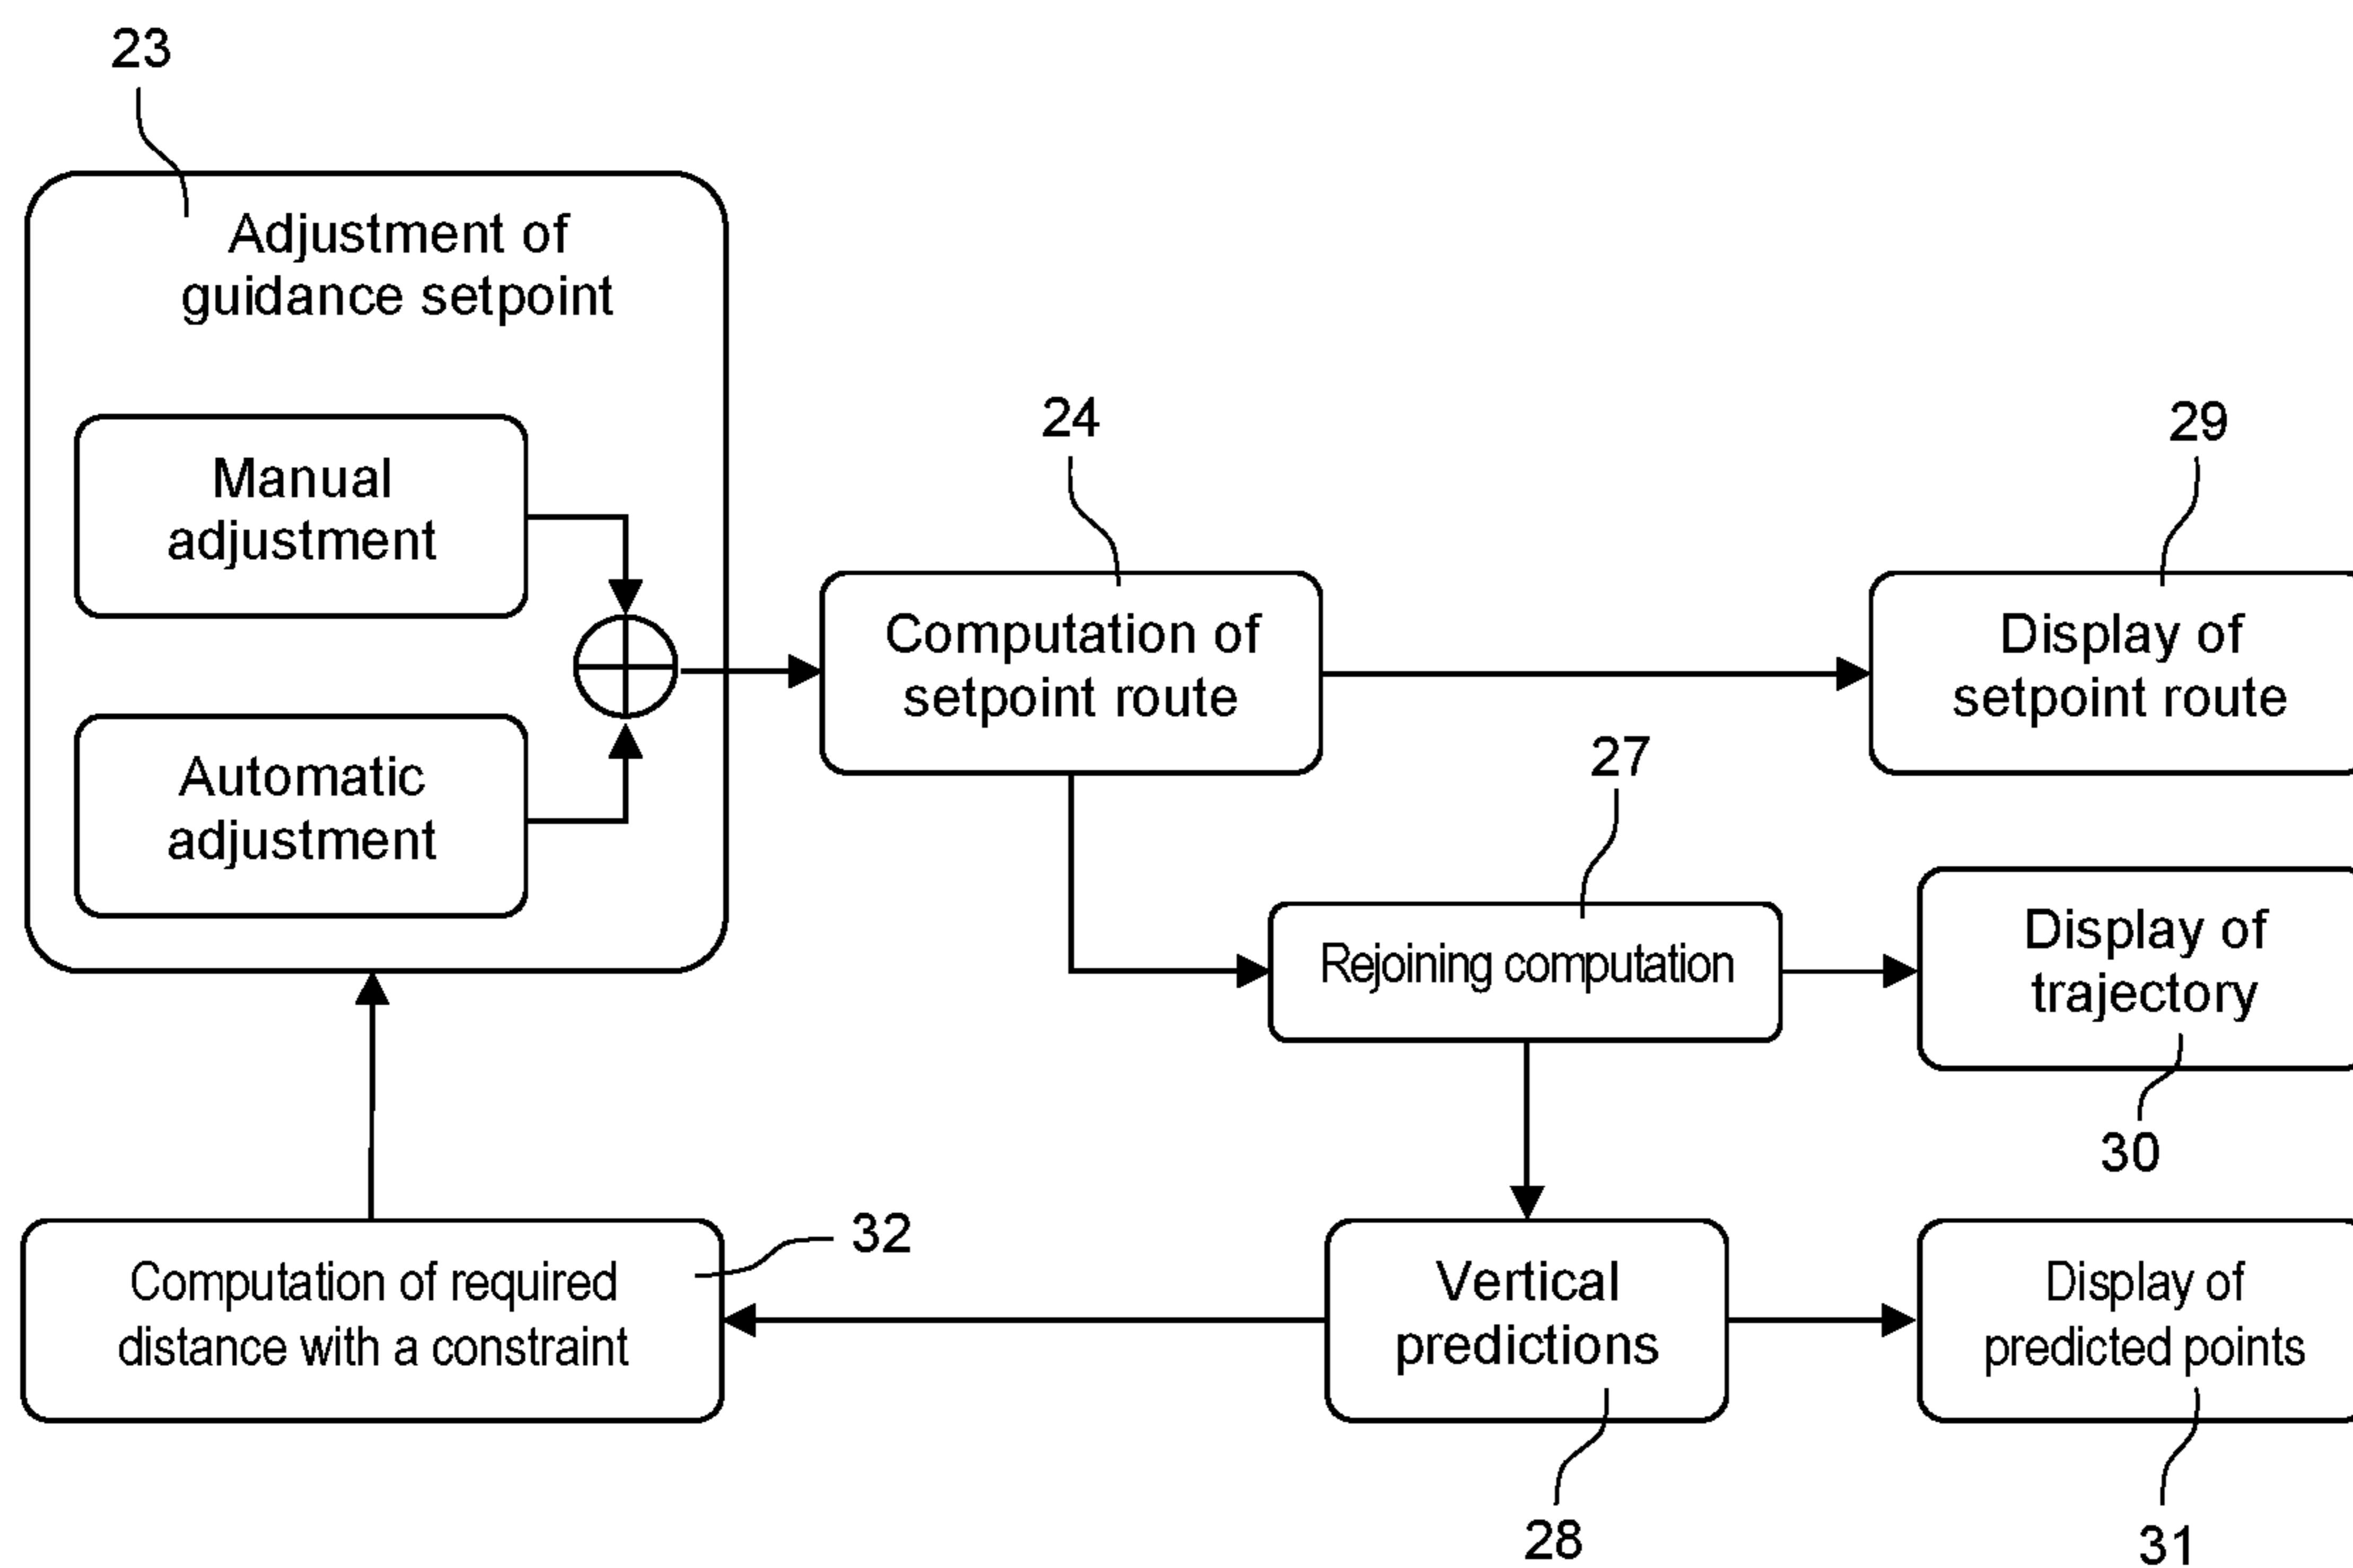 23
Adjustment of
guidance setpoint
Manual
adjustment
Automatic
adjustment
24
Computation of
setpoint route
29
Display of
setpoint route
27
Rejoining computation
Display of
trajectory
30
32
Computation of required
distance with a constraint
Vertical
predictions
28
Display of
predicted points
31